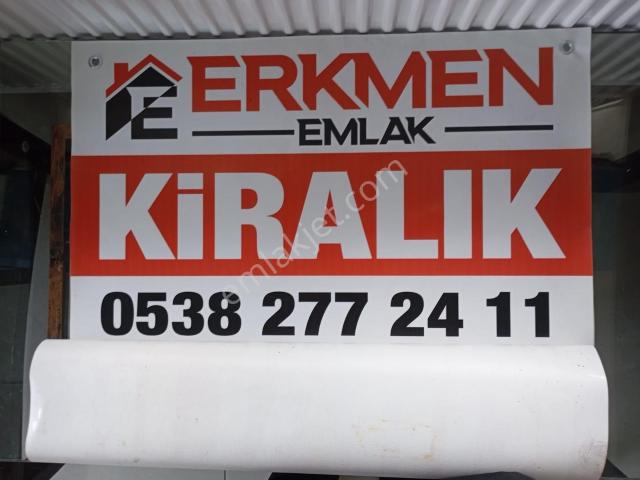 ERKMEN
EMLAK
KiRALIK
emlakjet.com
0538 277 24 11